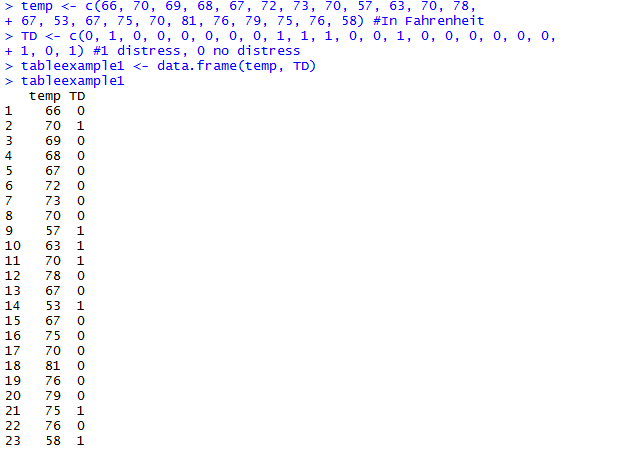 > temp <- c(66, 70, 69, 68, 67, 72, 73, 70, 57, 63, 70, 78,
+ 67, 53, 67, 75, 70, 81, 76, 79, 75, 76, 58) #In Fahrenheit
> TD <- c(0, 1, 0, 0, 0, 0, 0, 0, 1, 1, 1, 0, 0, 1, 0, 0, 0, 0, 0, 0,
+ 1, 0, 1) #1 distress, 0 no distress
> tableexample1 <- data.frame(temp, TD)
> tableexample1
temp TD
1 66 0
2 70 1
3 69 0
4 68 0
5 67 0
6 72 0
7 73 0
8 70 0
9 57 1
10 63 1
11 70 1
12 78 0
13 67 0
14 53 1
15 67 0
16 75 0
17 70 0
18 81 0
19 76 0
20 79 0
21 75 1
22 76 0
23 58 1